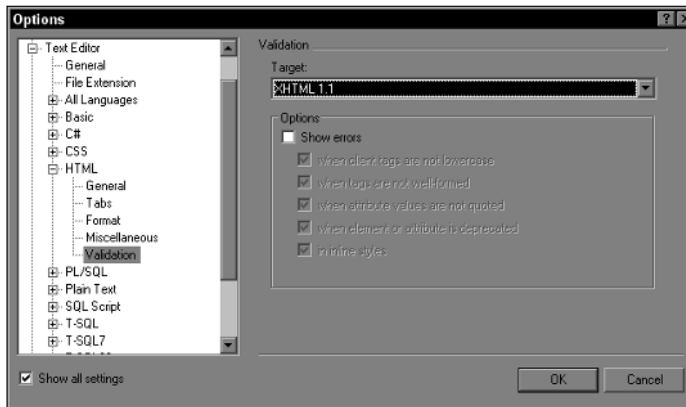 Options
Text Editor
General
File Extension
All Languages
Basic
C#
CSS
HTML
General
Tabs
Format
Miscellaneous
Validation
PL/SQL
Plain Text
SQL Script
T-SQL
T-SQL7
Show all settings
Validation
Target:
XHTML 1.1
Options
Show errors
When client tags are not lowercase
When tags are not well-formed
When attribute values are not quoted
When element or attribute is deprecated
In inline styles
OK
Cancel